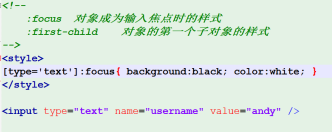 <!--
:focus 对象成为输入焦点时的样式
:first-child 对象的第一个子对象的样式
-->
<style>
[type='text']:focus{ background:black; color:white; }
</style>
<input type="text" name="username" value="andy" />